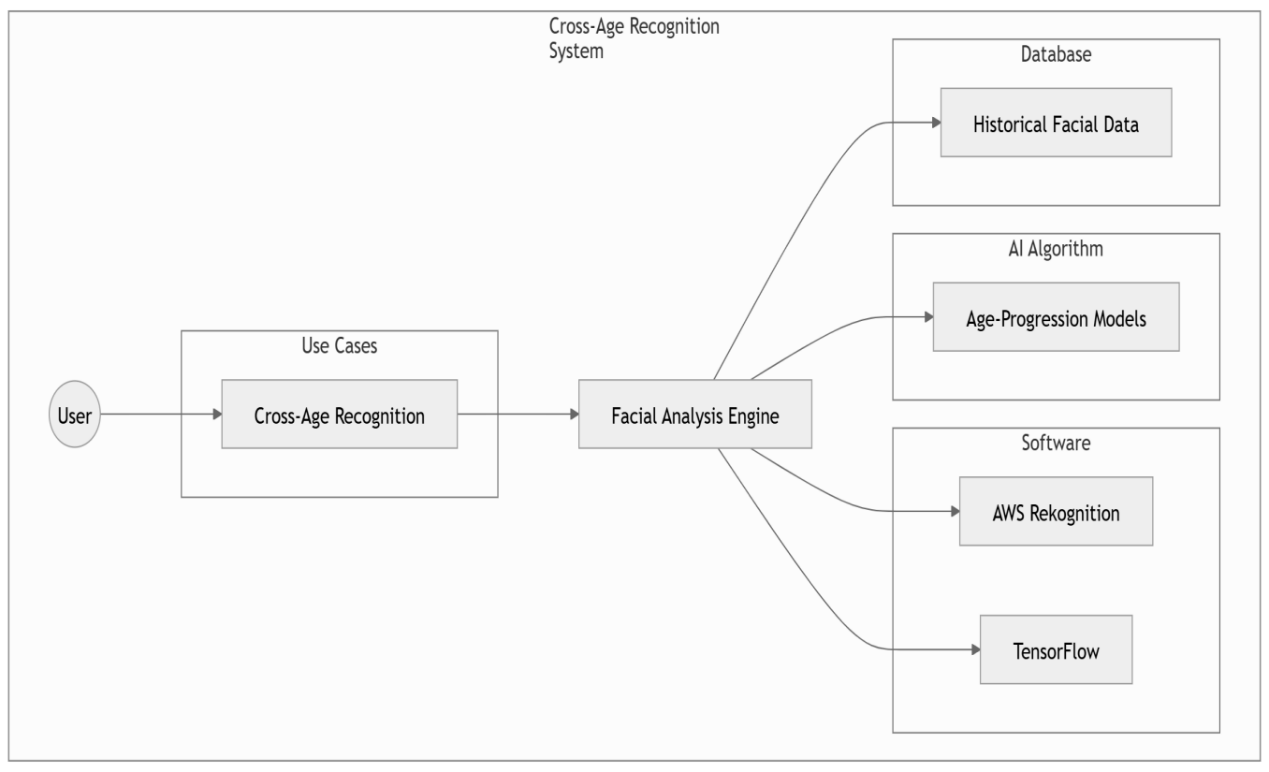 Cross-Age Recognition
System
Database
Historical Facial Data
AI Algorithm
Age-Progression Models
Use Cases
User
Cross-Age Recognition
Facial Analysis Engine
Software
AWS Rekognition
TensorFlow